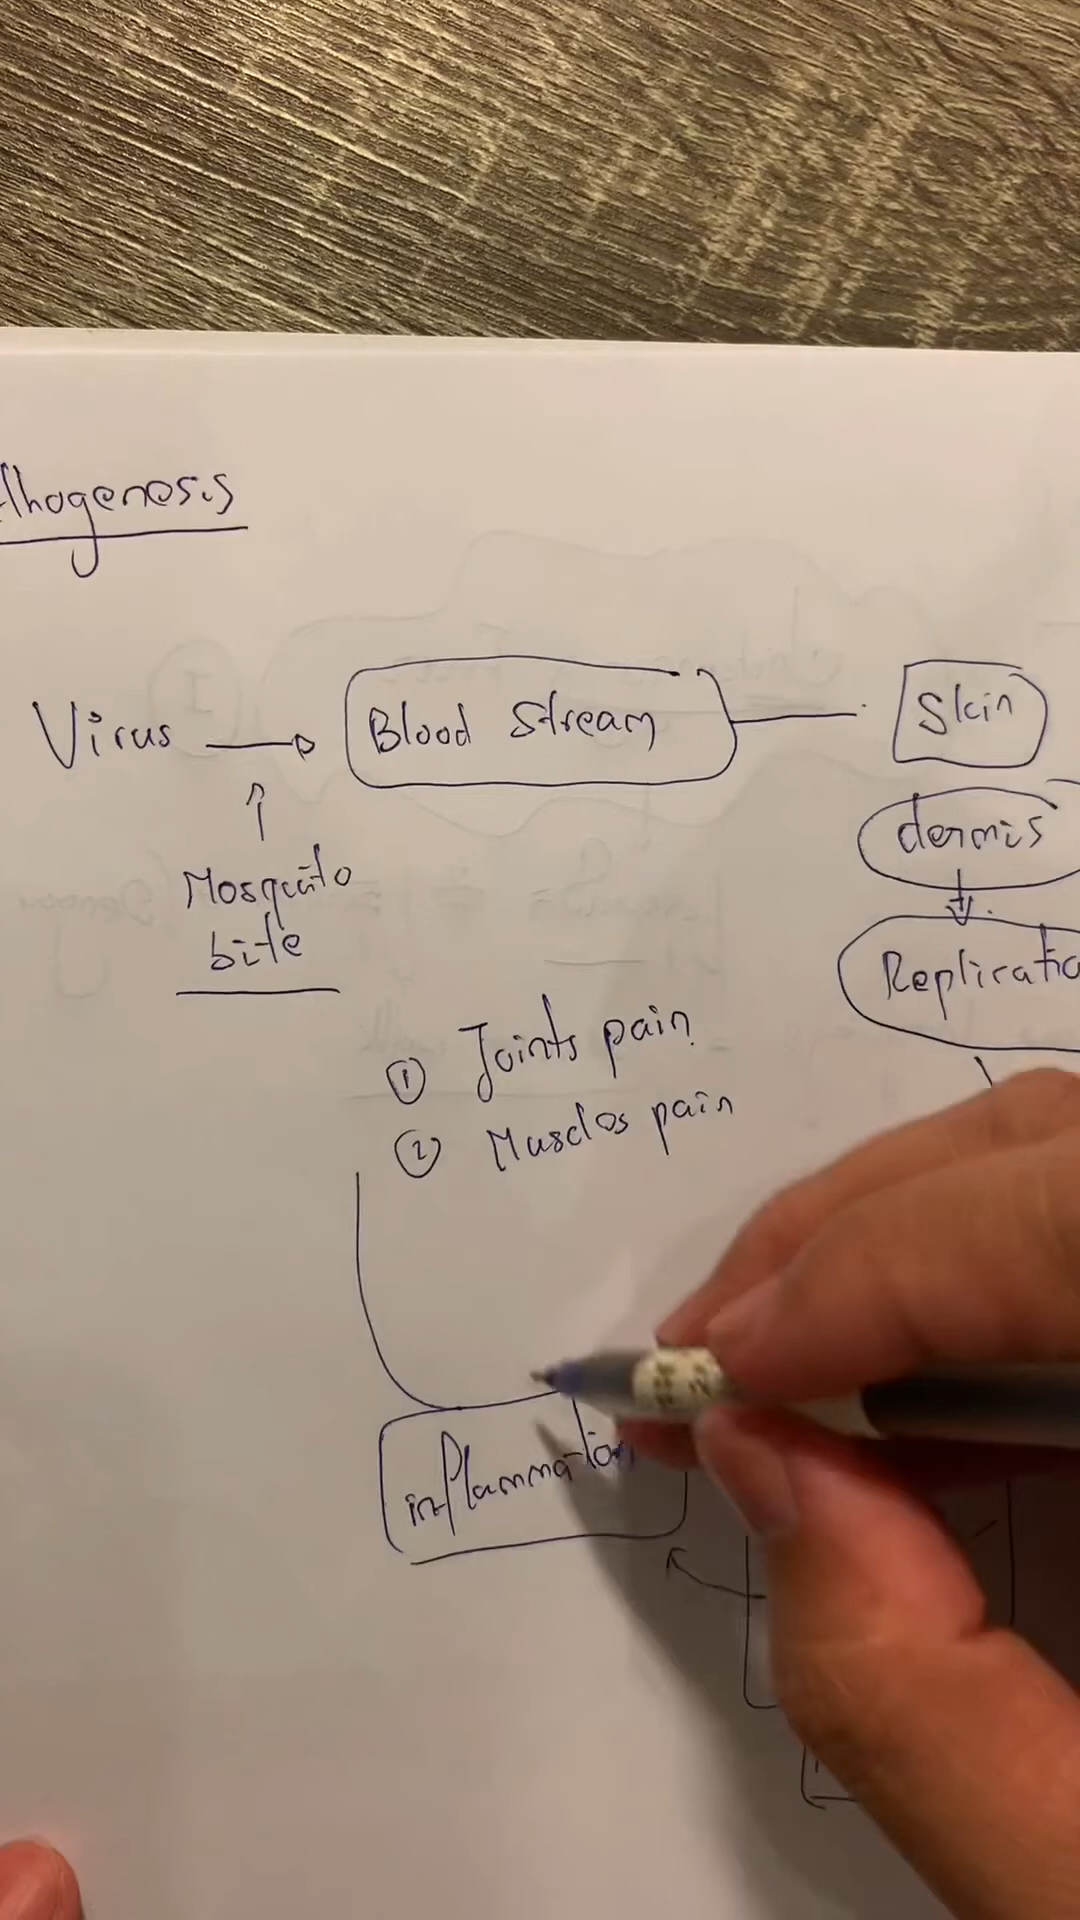 thogenesis
Virus
Blood Stream
Skin
dermis
Mosquito
bite
Replicatio
① Joints pain
② Muscles pain
inflammation